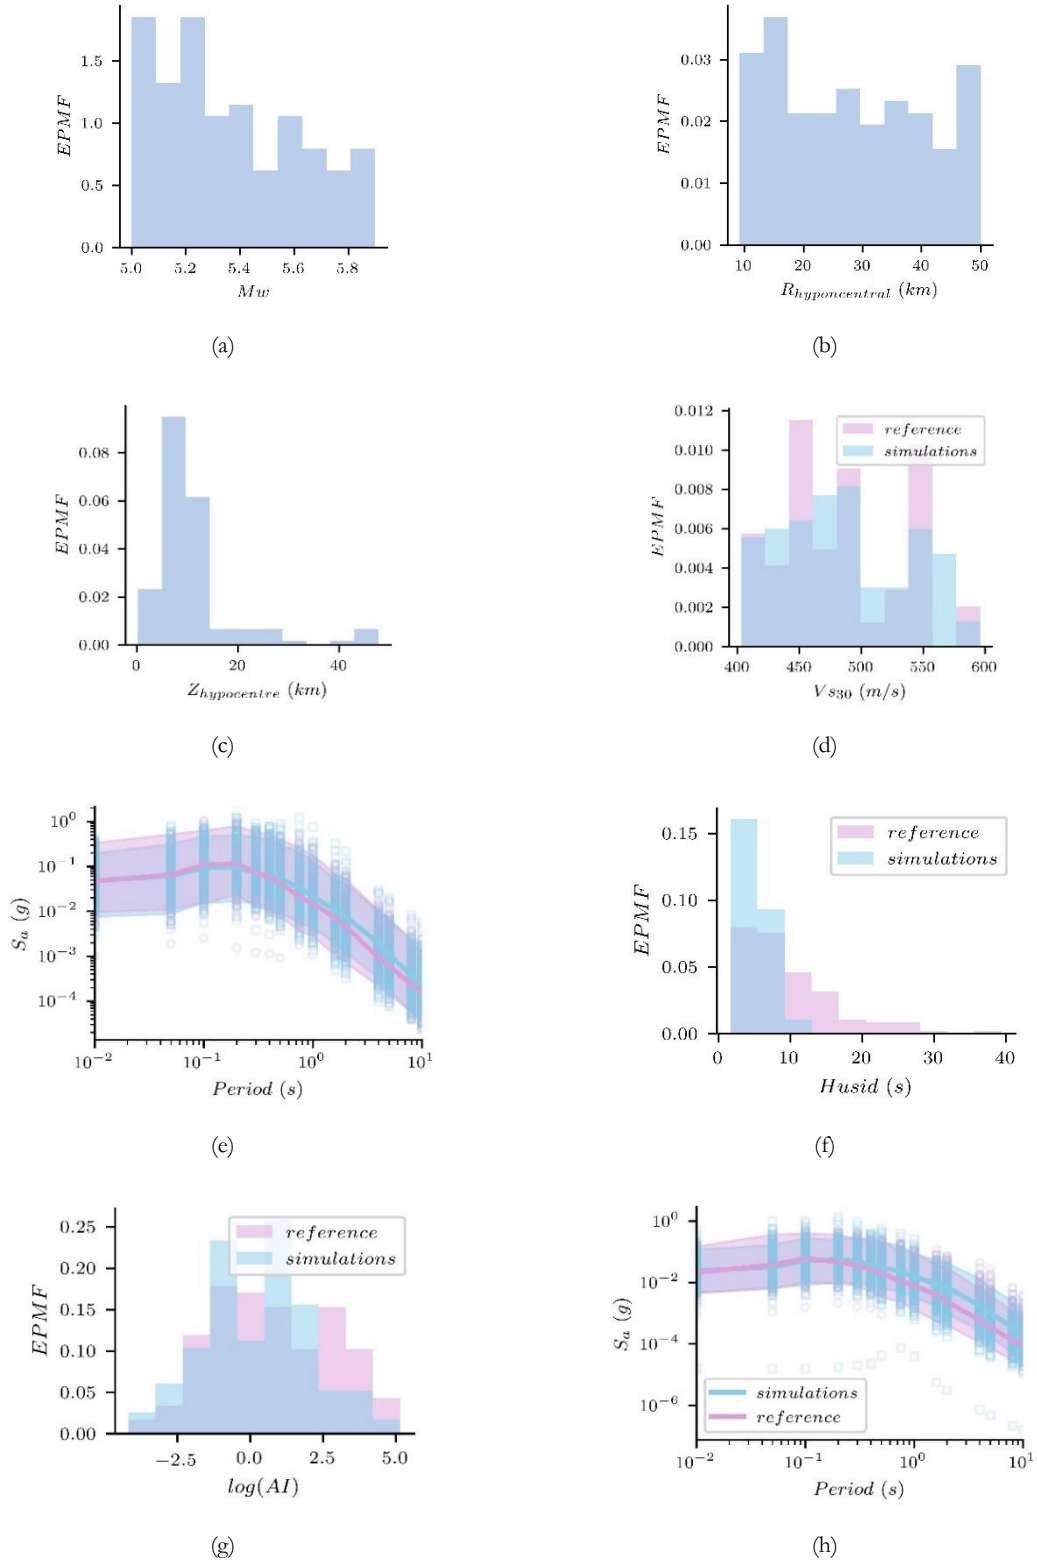 EPMF
1.5
1.0
0.5
0.0
5.0 5.2 5.4 5.6 5.8
Mw
(a)
EPMF
0.03
0.02
0.01
0.00
10 20 30 40 50
Rhyponcentral (km)
(b)
EPMF
0.08
0.06
0.04
0.02
0.00
0 20 40
Zhypocentre (km)
(c)
EPMF
0.012
0.010
0.008
0.006
0.004
0.002
0.000
reference
simulations
400 450 500 550 600
Vs30 (m/s)
(d)
Sa (g)
10^0
10^−1
10^−2
10^−3
10^−4
10^−2 10^−1 10^0 10^1
Period (s)
(e)
EPMF
0.15
0.10
0.05
0.00
reference
simulations
0 10 20 30 40
Husid (s)
(f)
EPMF
0.25
0.20
0.15
0.10
0.05
0.00
reference
simulations
−2.5 0.0 2.5 5.0
log(AI)
(g)
Sa (g)
10^0
10^−2
10^−4
10^−6
simulations
reference
10^−2 10^−1 10^0 10^1
Period (s)
(h)